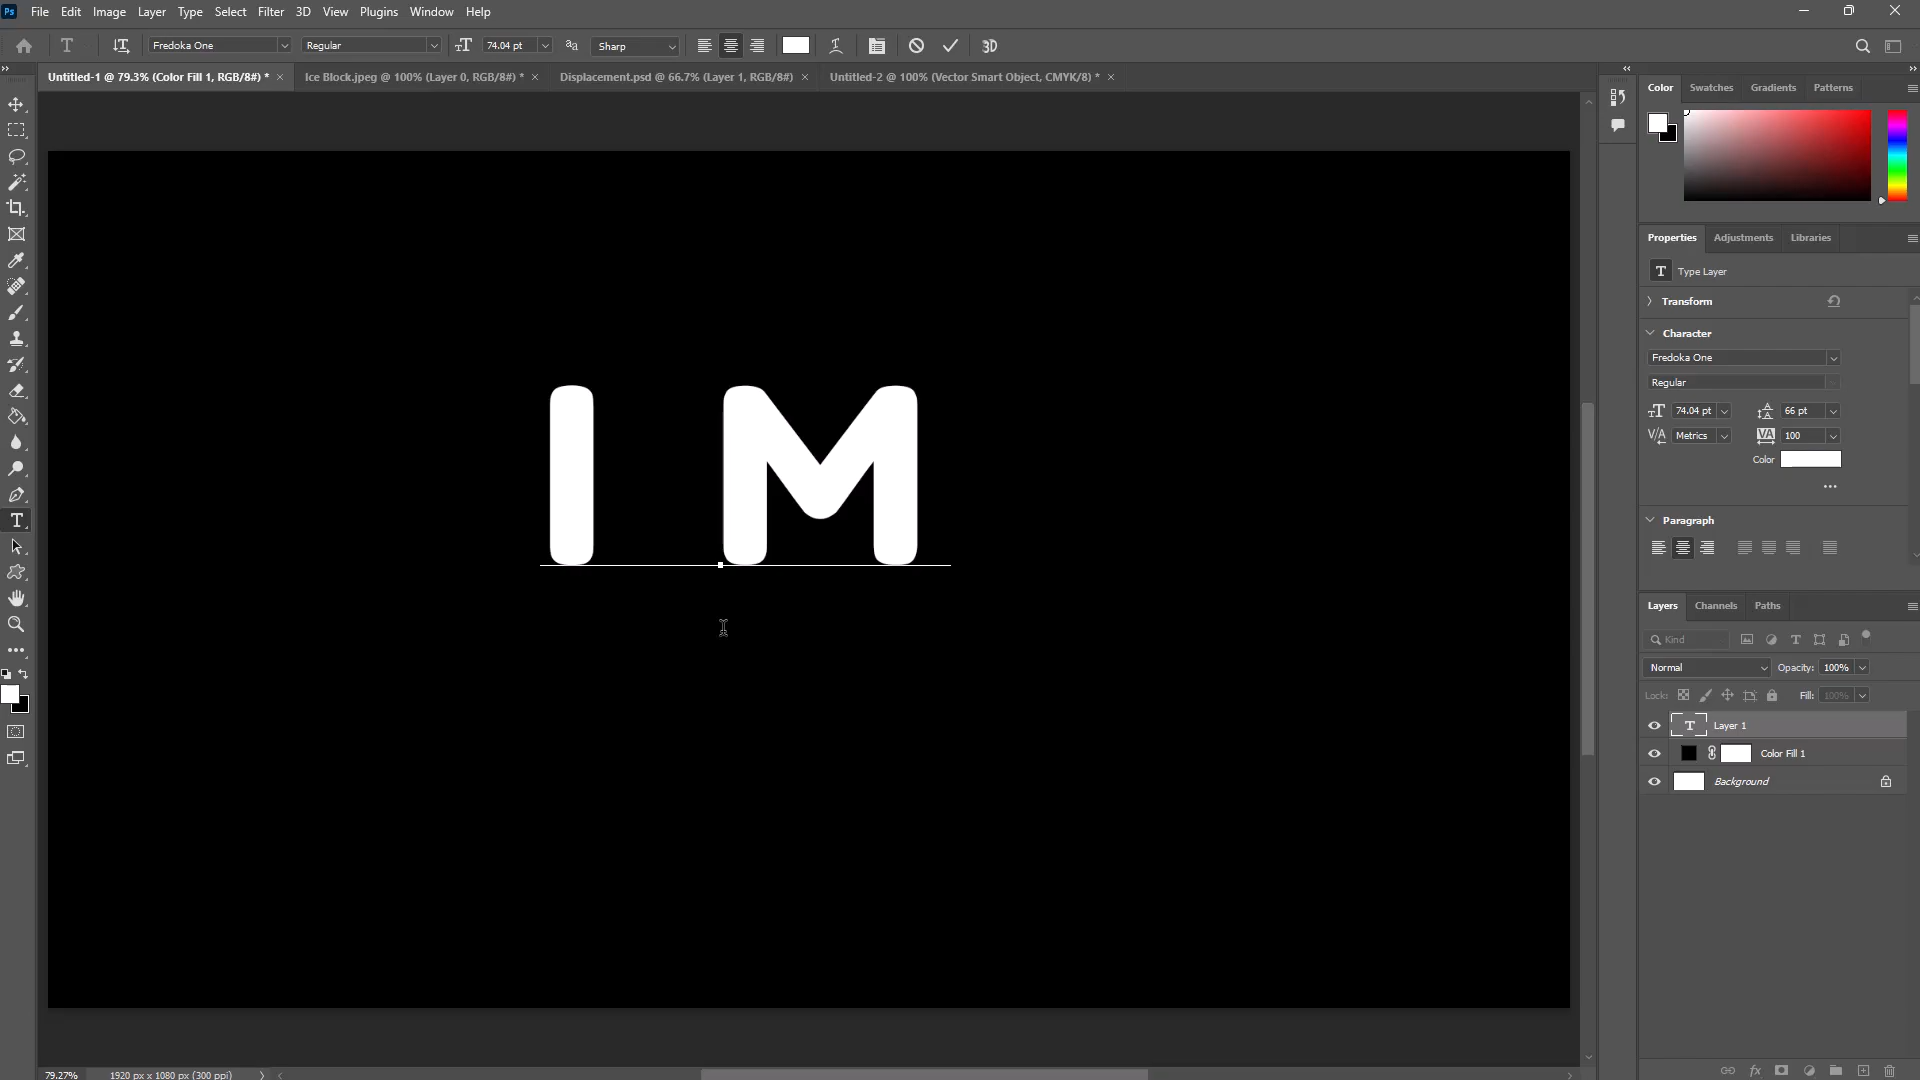 Ps File Edit Image Layer Type Select Filter 3D View Plugins Window Help
T Fredoka One Regular 74.04 pt Sharp 3D
Untitled-1 @ 79.3% (Color Fill 1, RGB/8#) * Ice Block.jpeg @ 100% (Layer 0, RGB/8#) * Displacement.psd @ 66.7% (Layer 1, RGB/8#) Untitled-2 @ 100% (Vector Smart Object, CMYK/8) *
Color Swatches Gradients Patterns
Properties Adjustments Libraries
T Type Layer
Transform
Character
Fredoka One
Regular
74.04 pt 66 pt
Metrics 100
Color
I M
Paragraph
Layers Channels Paths
Kind
Normal Opacity: 100%
Lock: Fill: 100%
T Layer 1
Color Fill 1
Background
79.27% 1920 px x 1080 px (300 ppi)